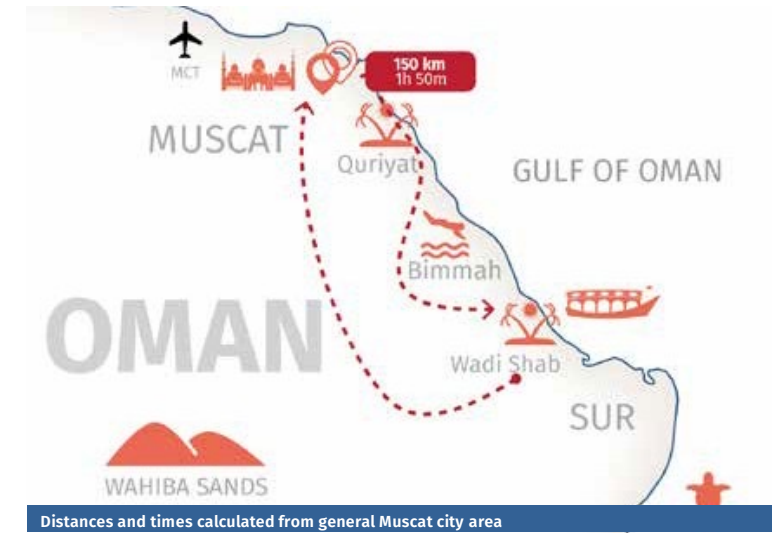 MCT
150 km
1h 50m
MUSCAT
Quriyat
GULF OF OMAN
Bimmah
OMAN
Wadi Shab
SUR
WAHIBA SANDS
Distances and times calculated from general Muscat city area